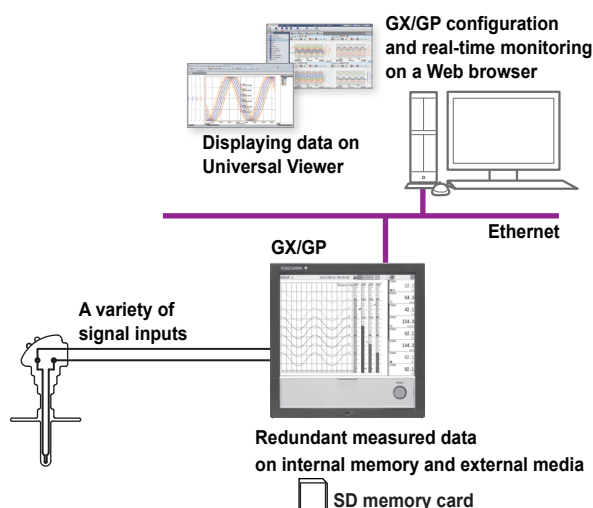 GX/GP configuration
and real-time monitoring
on a Web browser
Displaying data on
Universal Viewer
Ethernet
GX/GP
YOKOGAWA
A variety of
signal inputs
Redundant measured data
on internal memory and external media
SD memory card